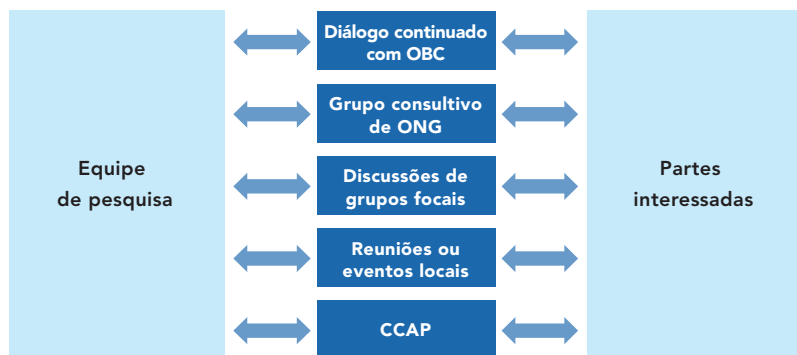 Equipe
de pesquisa
Diálogo continuado
com OBC
Grupo consultivo
de ONG
Discussões de
grupos focais
Reuniões ou
eventos locais
CCAP
Partes
interessadas